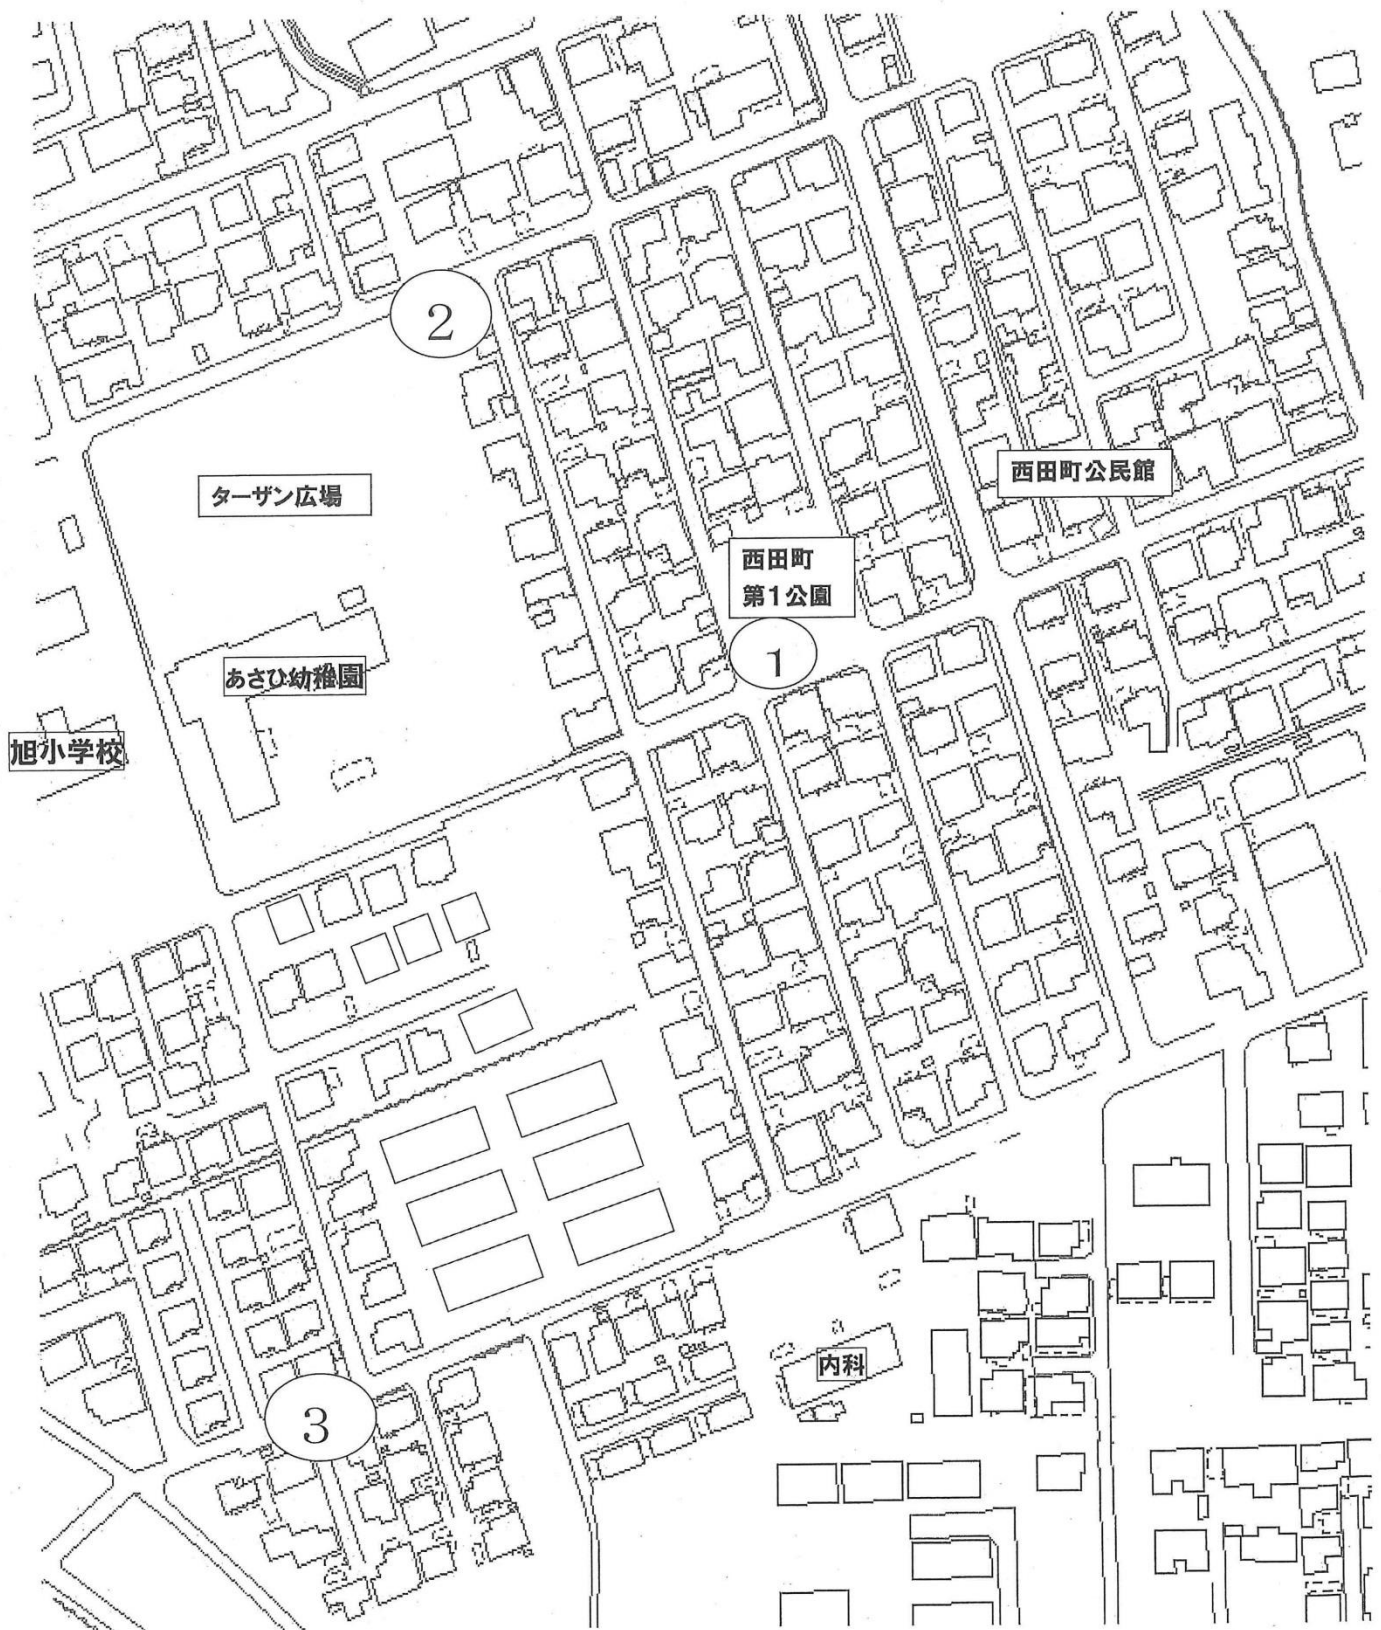 ②
ターザン広場
西田町公民館
西田町
第1公園
①
あさひ幼稚園
旭小学校
内科
③